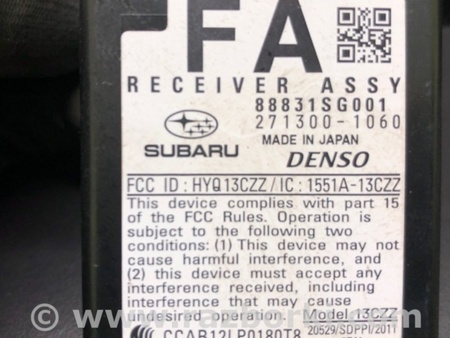 FA
RECEIVER ASSY
88831SG001
271300-1060
MADE IN JAPAN
SUBARU DENSO
FCC ID : HYQ13CZZ / IC : 1551A-13CZZ
This device complies with part 15
of the FCC Rules. Operation is
subject to the following two
conditions: (1) This device may not
cause harmful interference, and
(2) this device must accept any
interference received, including
interference that may cause
undesired operation. Model:13CZZ
20529/SDPPI/2011
CCAB12LP0180T8